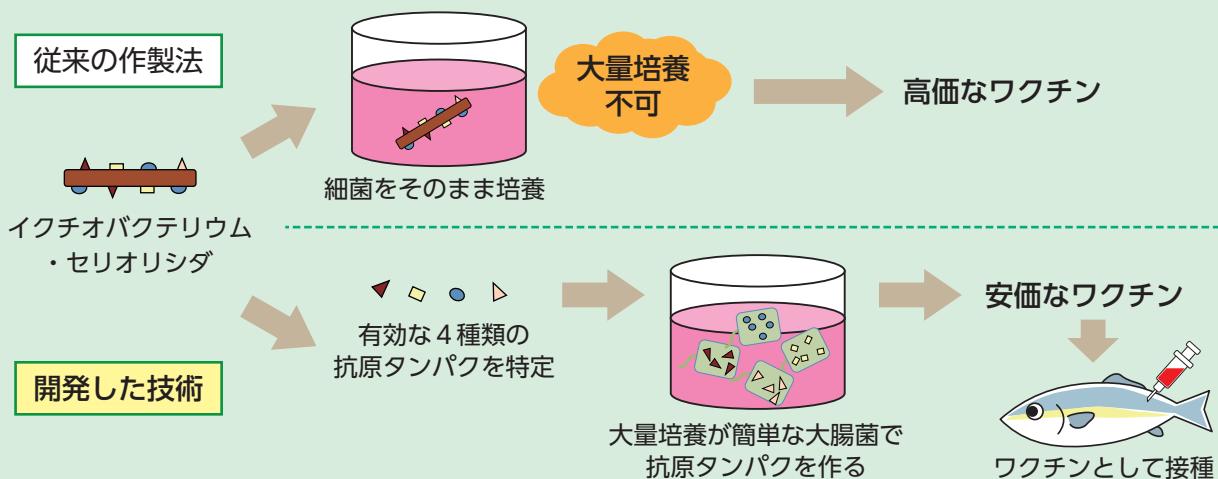 従来の作製法
大量培養
不可
高価なワクチン
細菌をそのまま培養
イクチオバクテリウム
・セリオリシダ
有効な4種類の
抗原タンパクを特定
安価なワクチン
開発した技術
大量培養が簡単な大腸菌で
抗原タンパクを作る
ワクチンとして接種